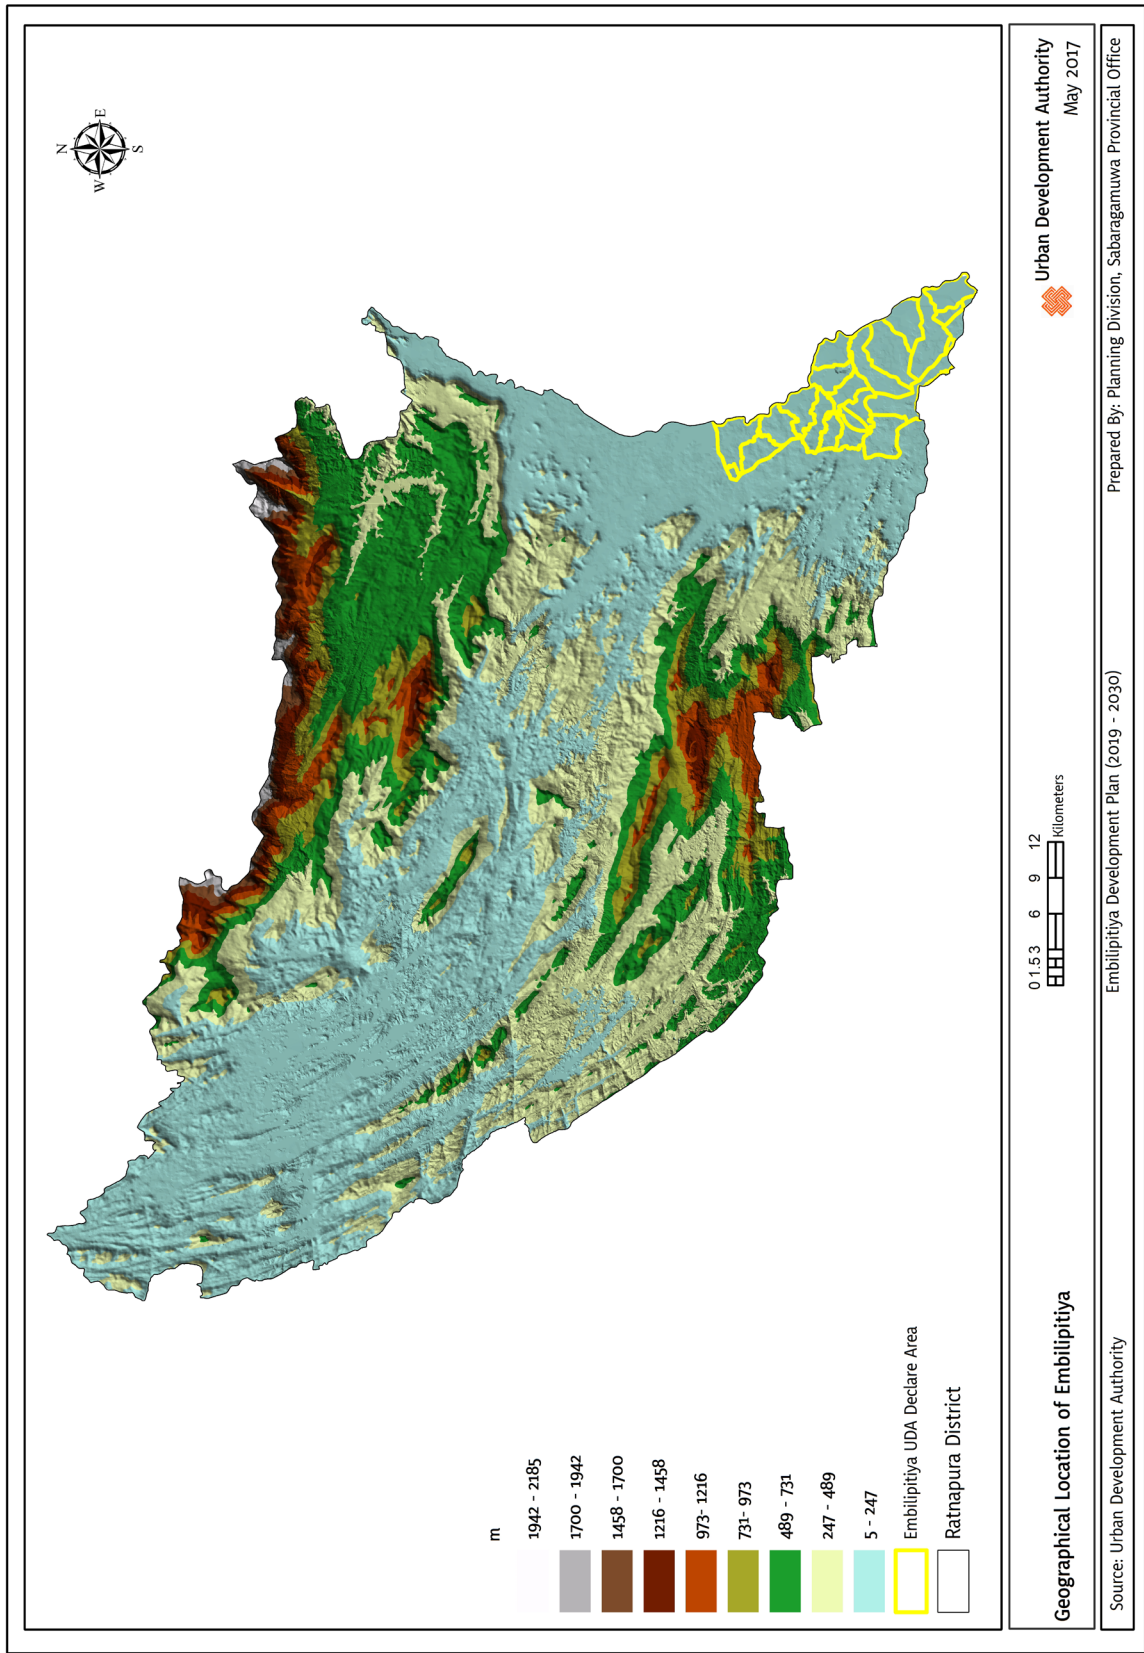 N
W
E
S
m
1942 - 2185
1700 - 1942
1458 - 1700
1216 - 1458
973- 1216
731- 973
489 - 731
247 - 489
5 - 247
Embilipitiya UDA Declare Area
Ratnapura District
Geographical Location of Embilipitiya
0 1.5 3 6 9 12
Kilometers
Urban Development Authority
May 2017
Source: Urban Development Authority
Embilipitiya Development Plan (2019 - 2030)
Prepared By: Planning Division, Sabaragamuwa Provincial Office